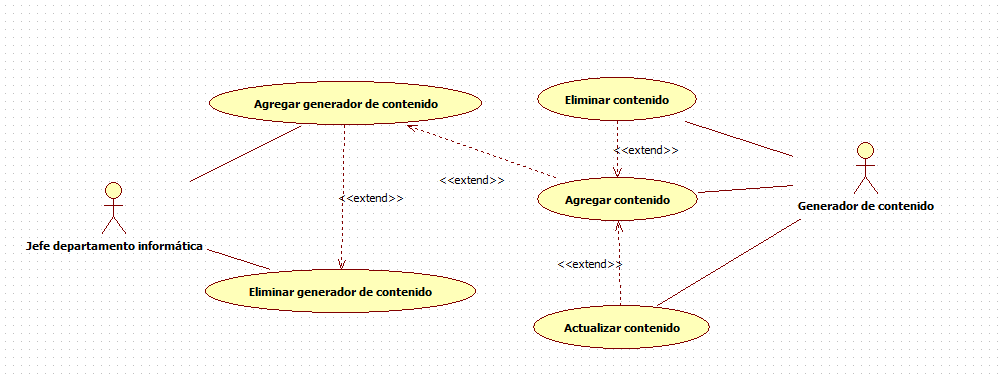 Agregar generador de contenido
Eliminar contenido
<<extend>>
<<extend>>
<<extend>>
Agregar contenido
Generador de contenido
Jefe departamento informática
<<extend>>
Eliminar generador de contenido
Actualizar contenido